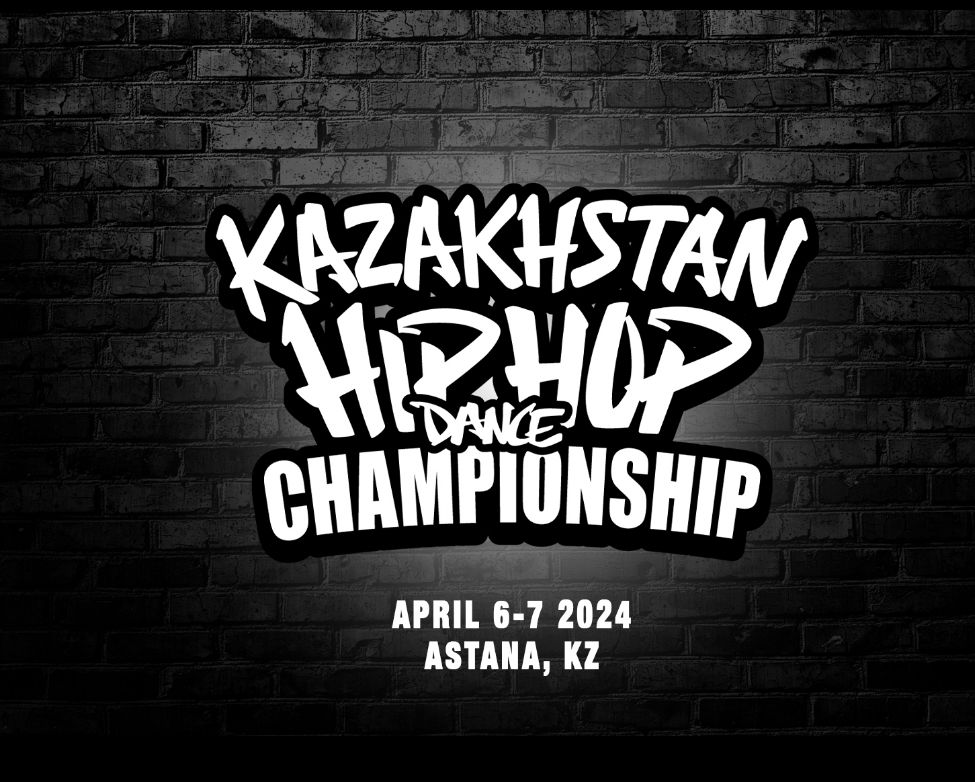 KAZAKHSTAN
HIPHOP
DANCE
CHAMPIONSHIP
APRIL 6-7 2024
ASTANA, KZ